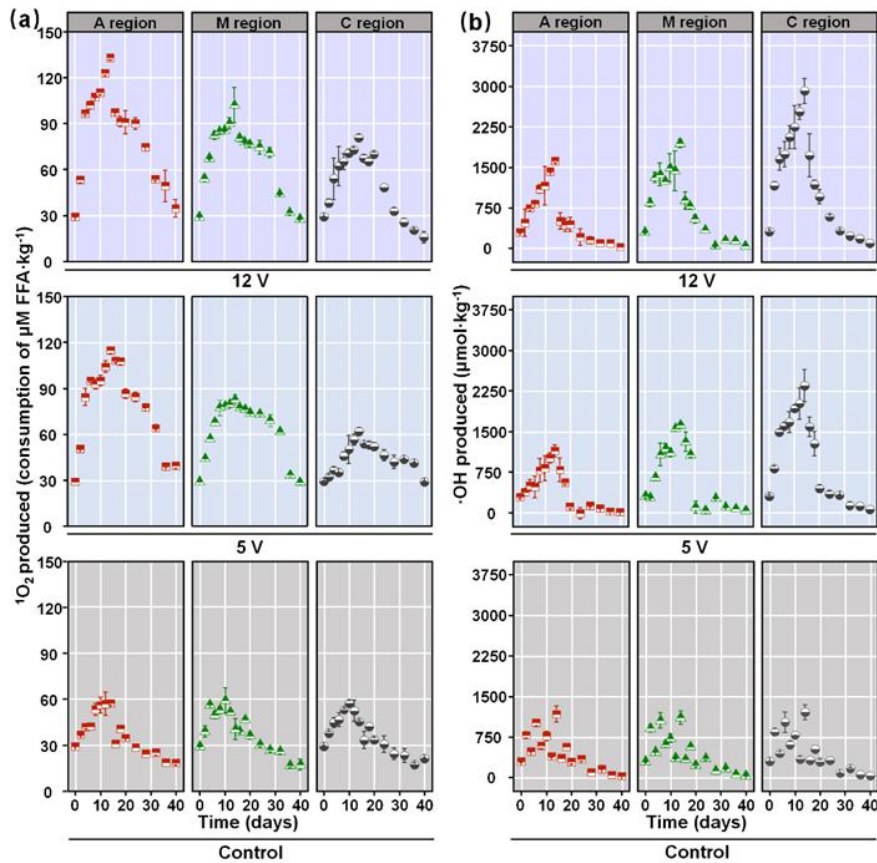 (a)
A region M region C region
150
120
90
60
30
0
12 V
150
120
90
60
30
0
5 V
150
120
90
60
30
0
0 10 20 30 40 0 10 20 30 40 0 10 20 30 40
Time (days)
Control
¹O₂ produced (consumption of μM FFA·kg⁻¹)
(b)
A region M region C region
3750
3000
2250
1500
750
0
12 V
3750
3000
2250
1500
750
0
5 V
3750
3000
2250
1500
750
0
0 10 20 30 40 0 10 20 30 40 0 10 20 30 40
Time (days)
Control
·OH produced (μmol·kg⁻¹)